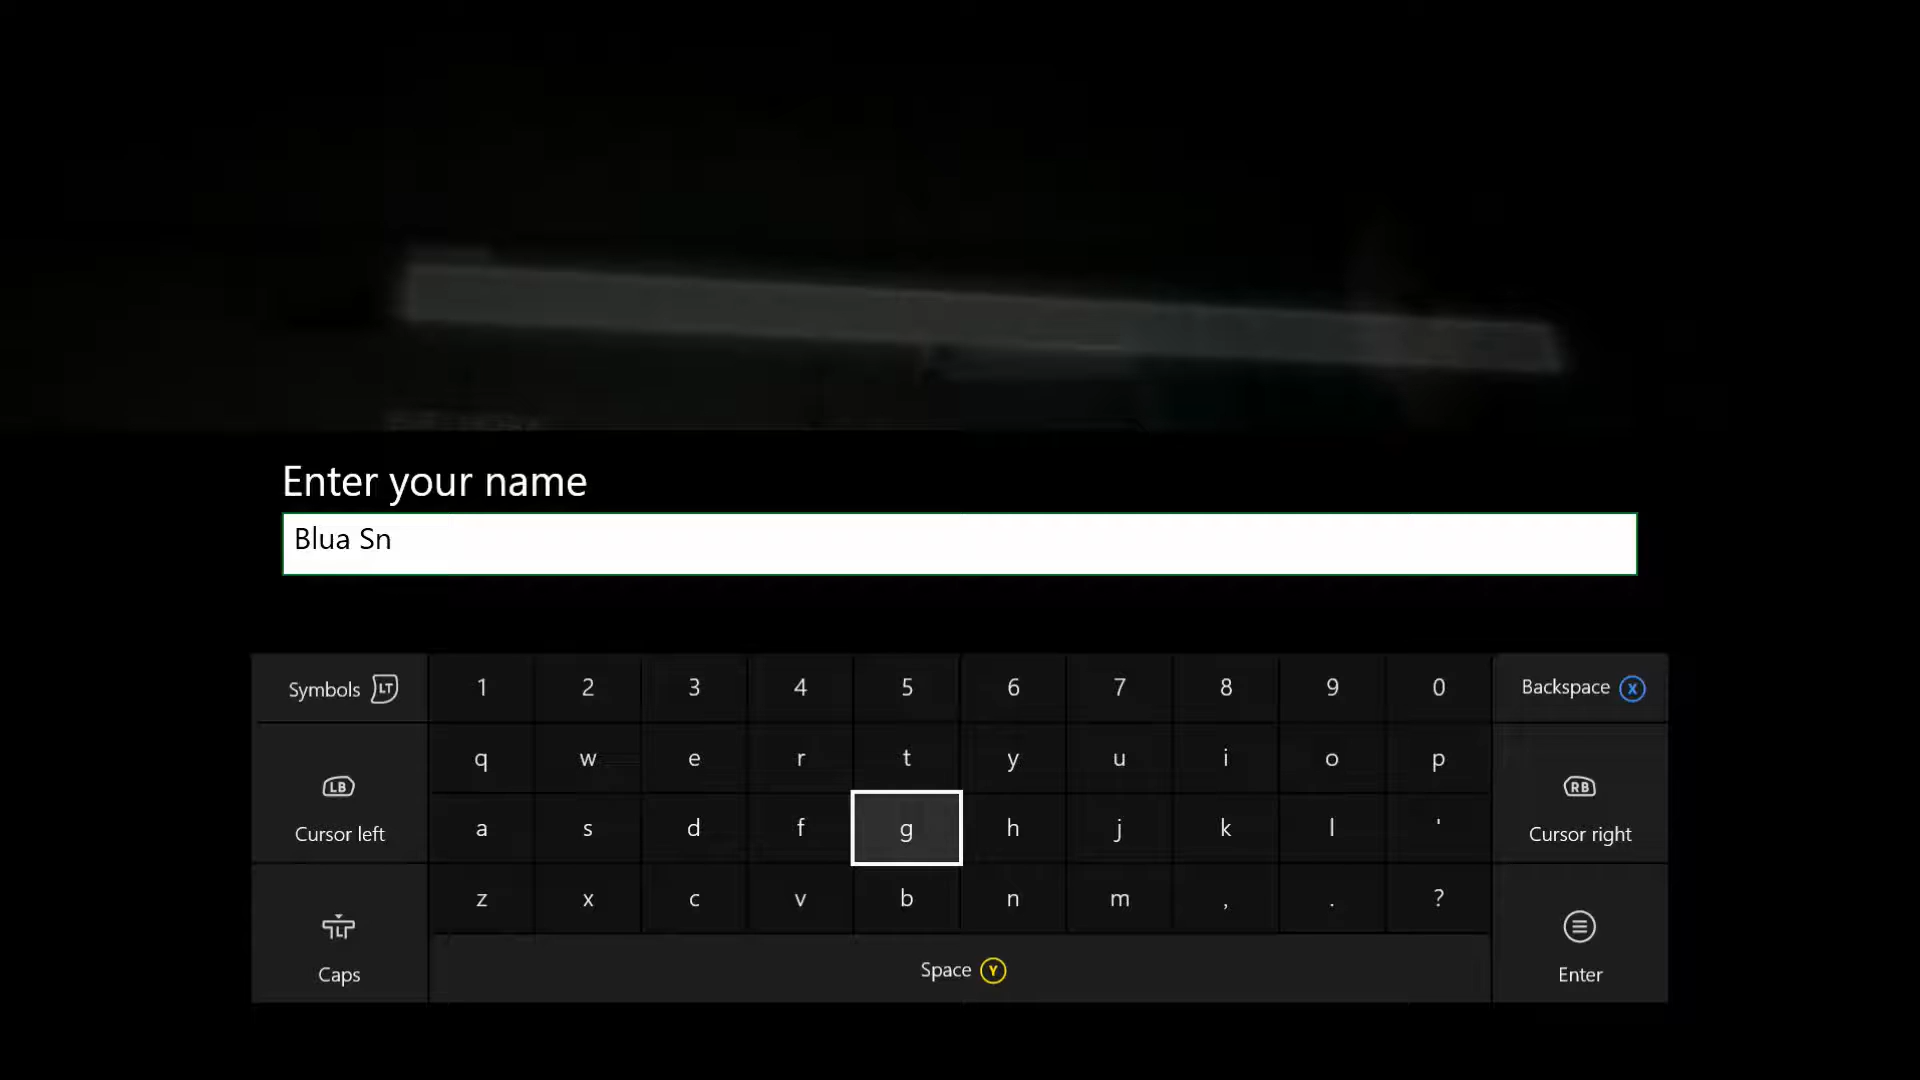 Enter your name
Blua Sn
Symbols LT 1 2 3 4 5 6 7 8 9 0 Backspace X
q w e r t y u i o p
LB RB
Cursor left a s d f g h j k l ' Cursor right
z x c v b n m , . ?
Caps Space Y Enter